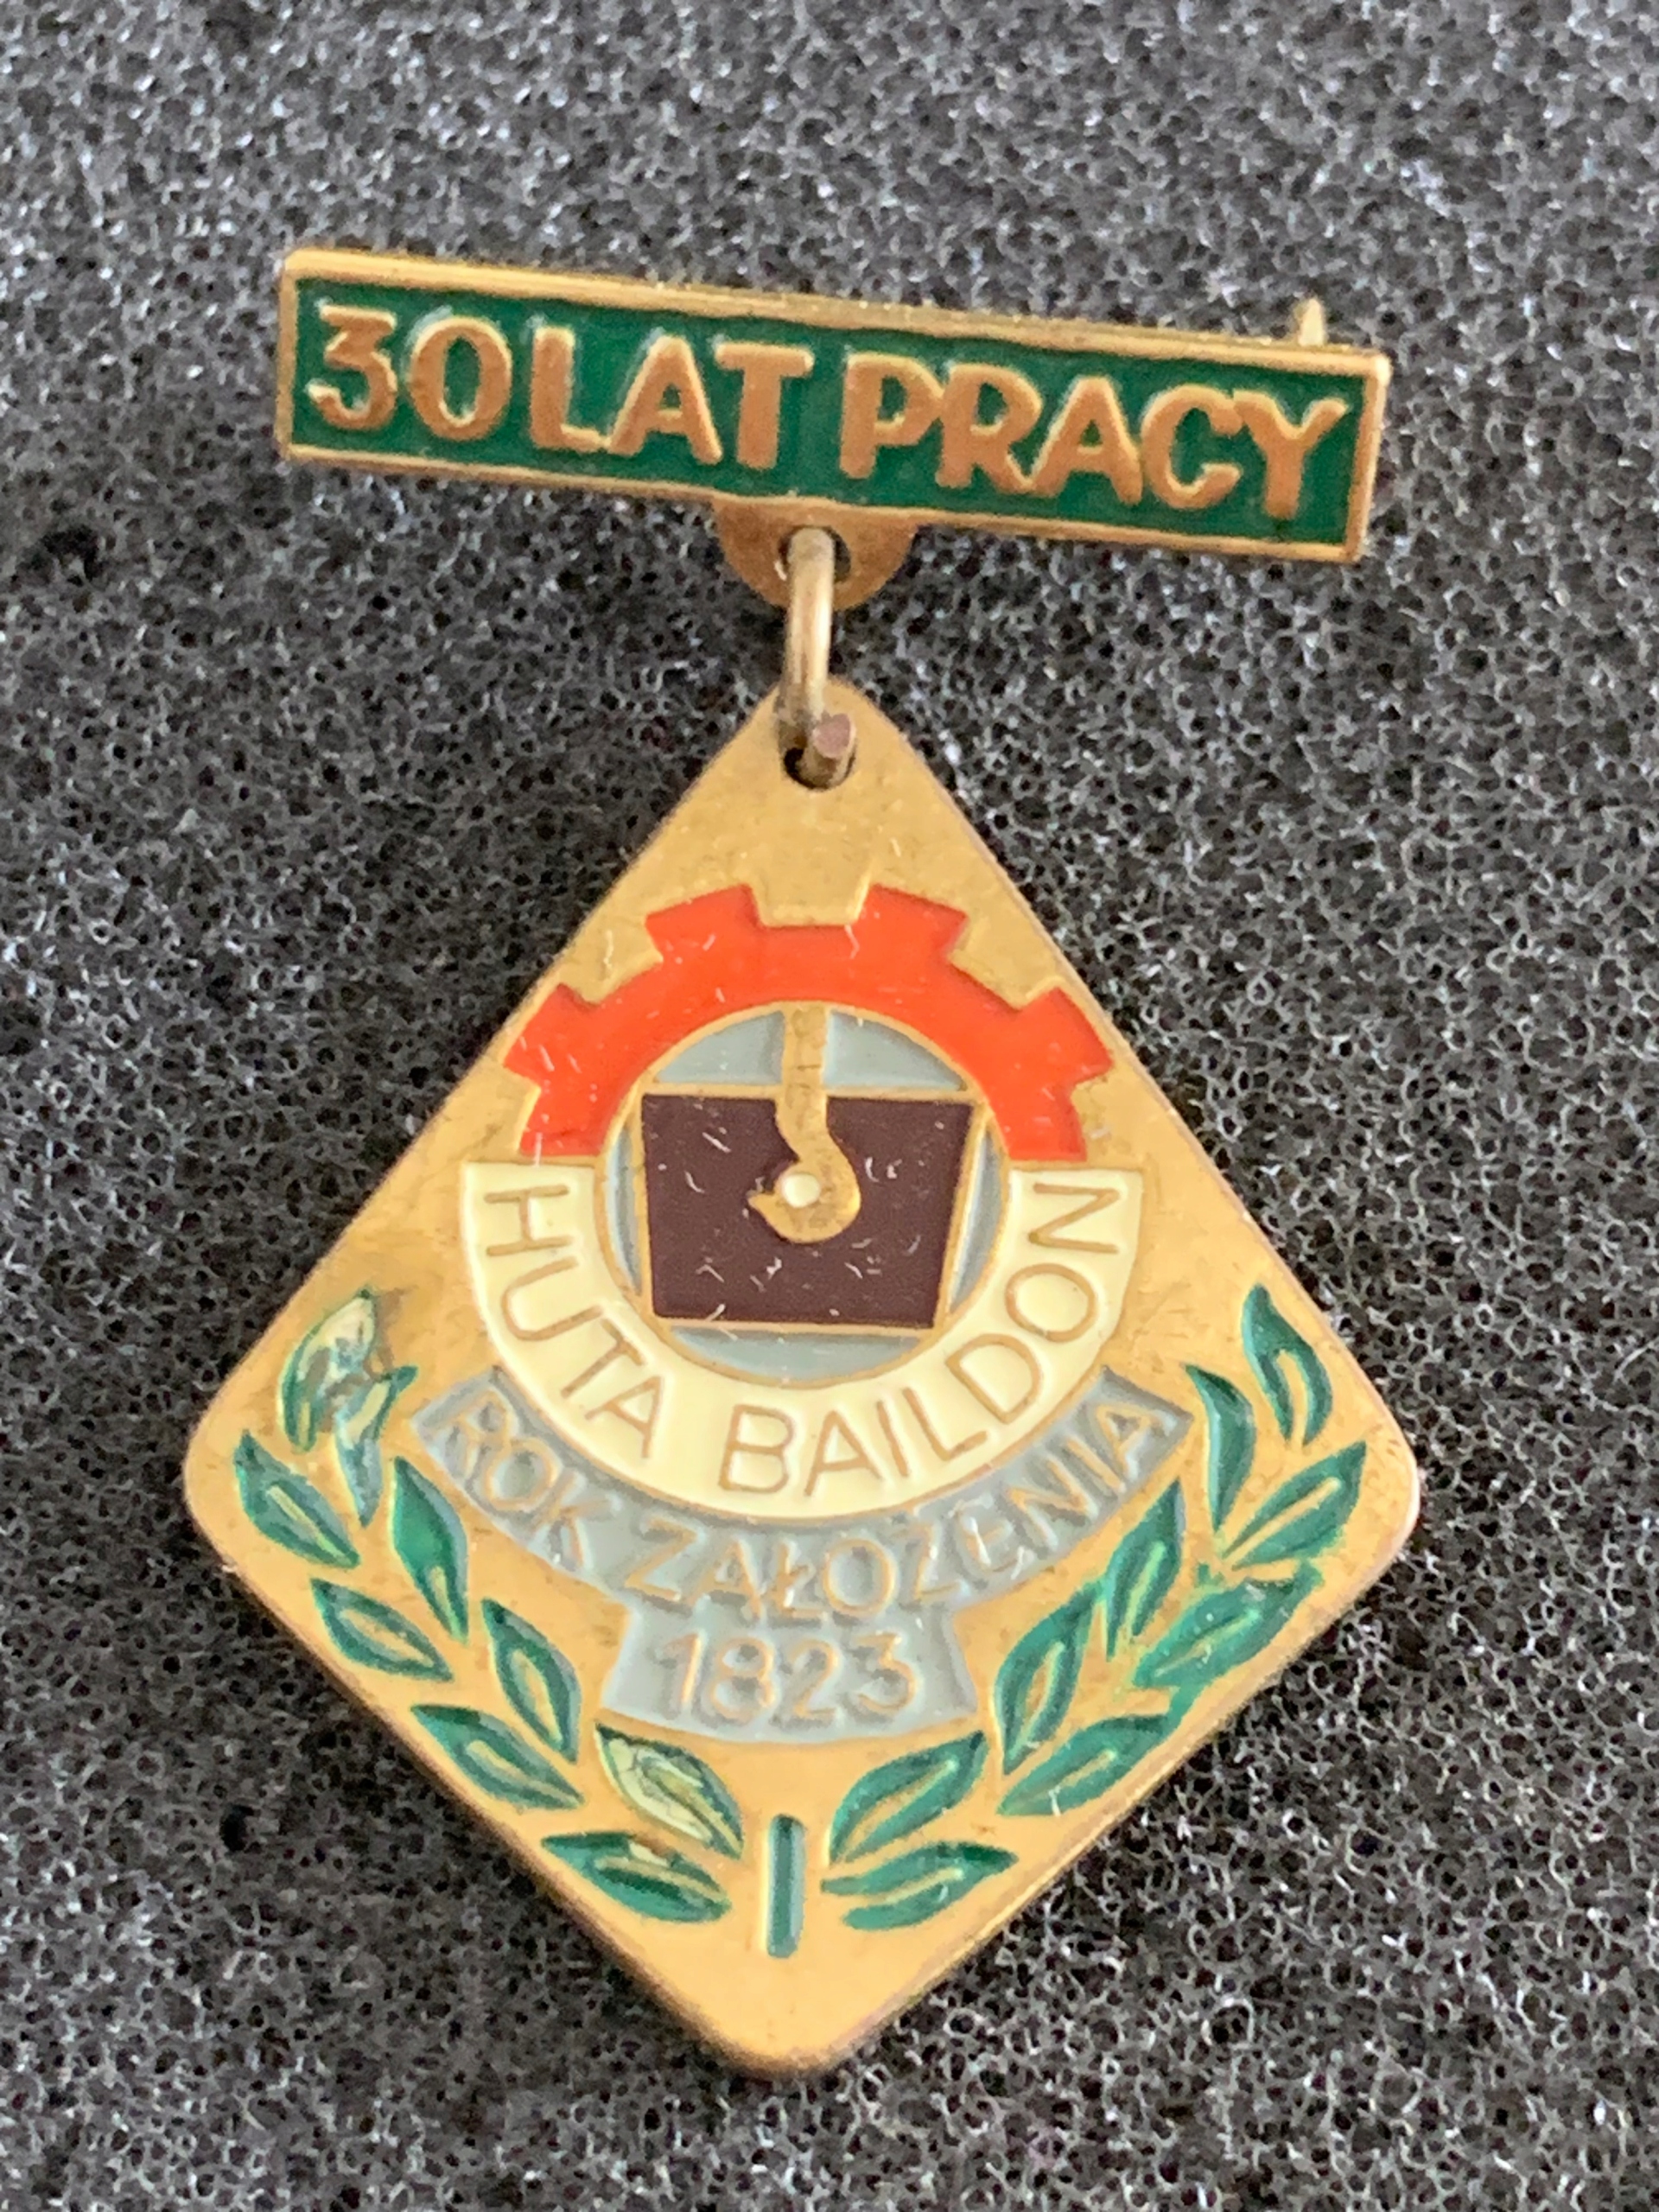 30 LAT PRACY
HUTA BAILDON
ROK ZAŁOŻENIA
1823